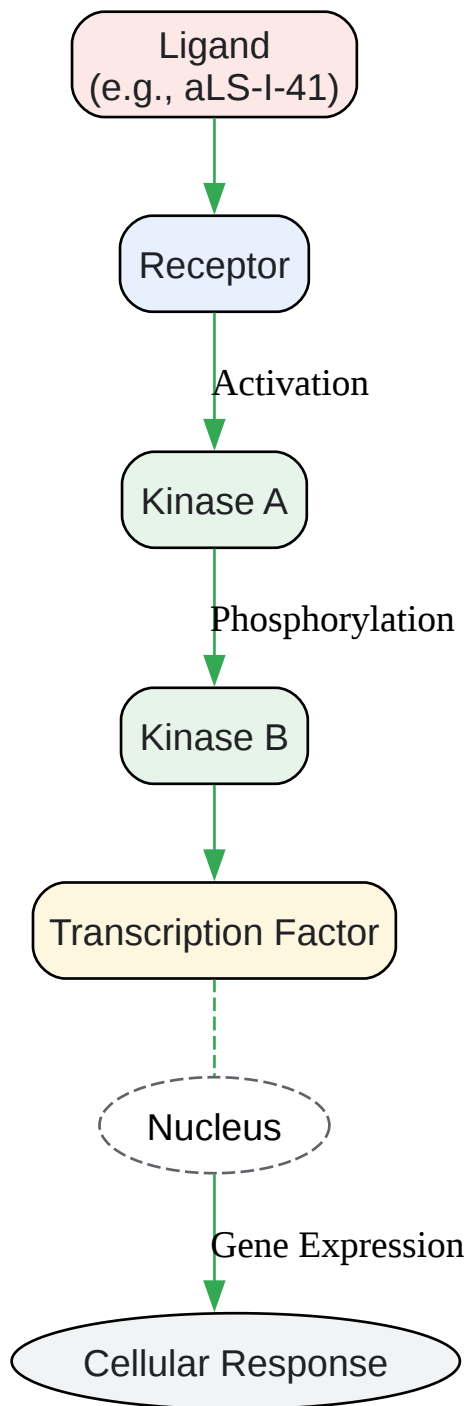 Ligand
(e.g., aLS-I-41)
Receptor
Activation
Kinase A
Phosphorylation
Kinase B
Transcription Factor
Nucleus
Gene Expression
Cellular Response